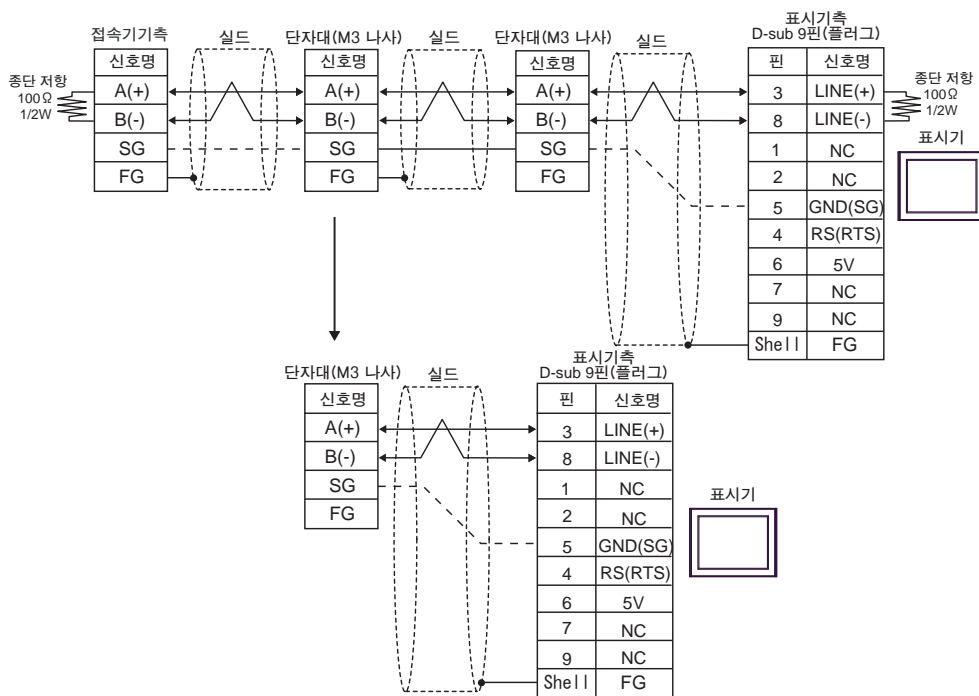 표시기측
접속기기측 실드 단자대(M3 나사) 실드 단자대(M3 나사) 실드 D-sub 9핀(플러그)
신호명 신호명 신호명 핀 신호명
종단 저항 100Ω 1/2W A(+) A(+) A(+) 3 LINE(+) 종단 저항 100Ω 1/2W
B(-) B(-) B(-) 8 LINE(-)
SG SG SG 1 NC 표시기
FG FG FG 2 NC
5 GND(SG)
4 RS(RTS)
6 5V
7 NC
9 NC
Shell FG
표시기측
단자대(M3 나사) 실드 D-sub 9핀(플러그)
신호명 핀 신호명
A(+) 3 LINE(+)
B(-) 8 LINE(-)
SG 1 NC 표시기
FG 2 NC
5 GND(SG)
4 RS(RTS)
6 5V
7 NC
9 NC
Shell FG